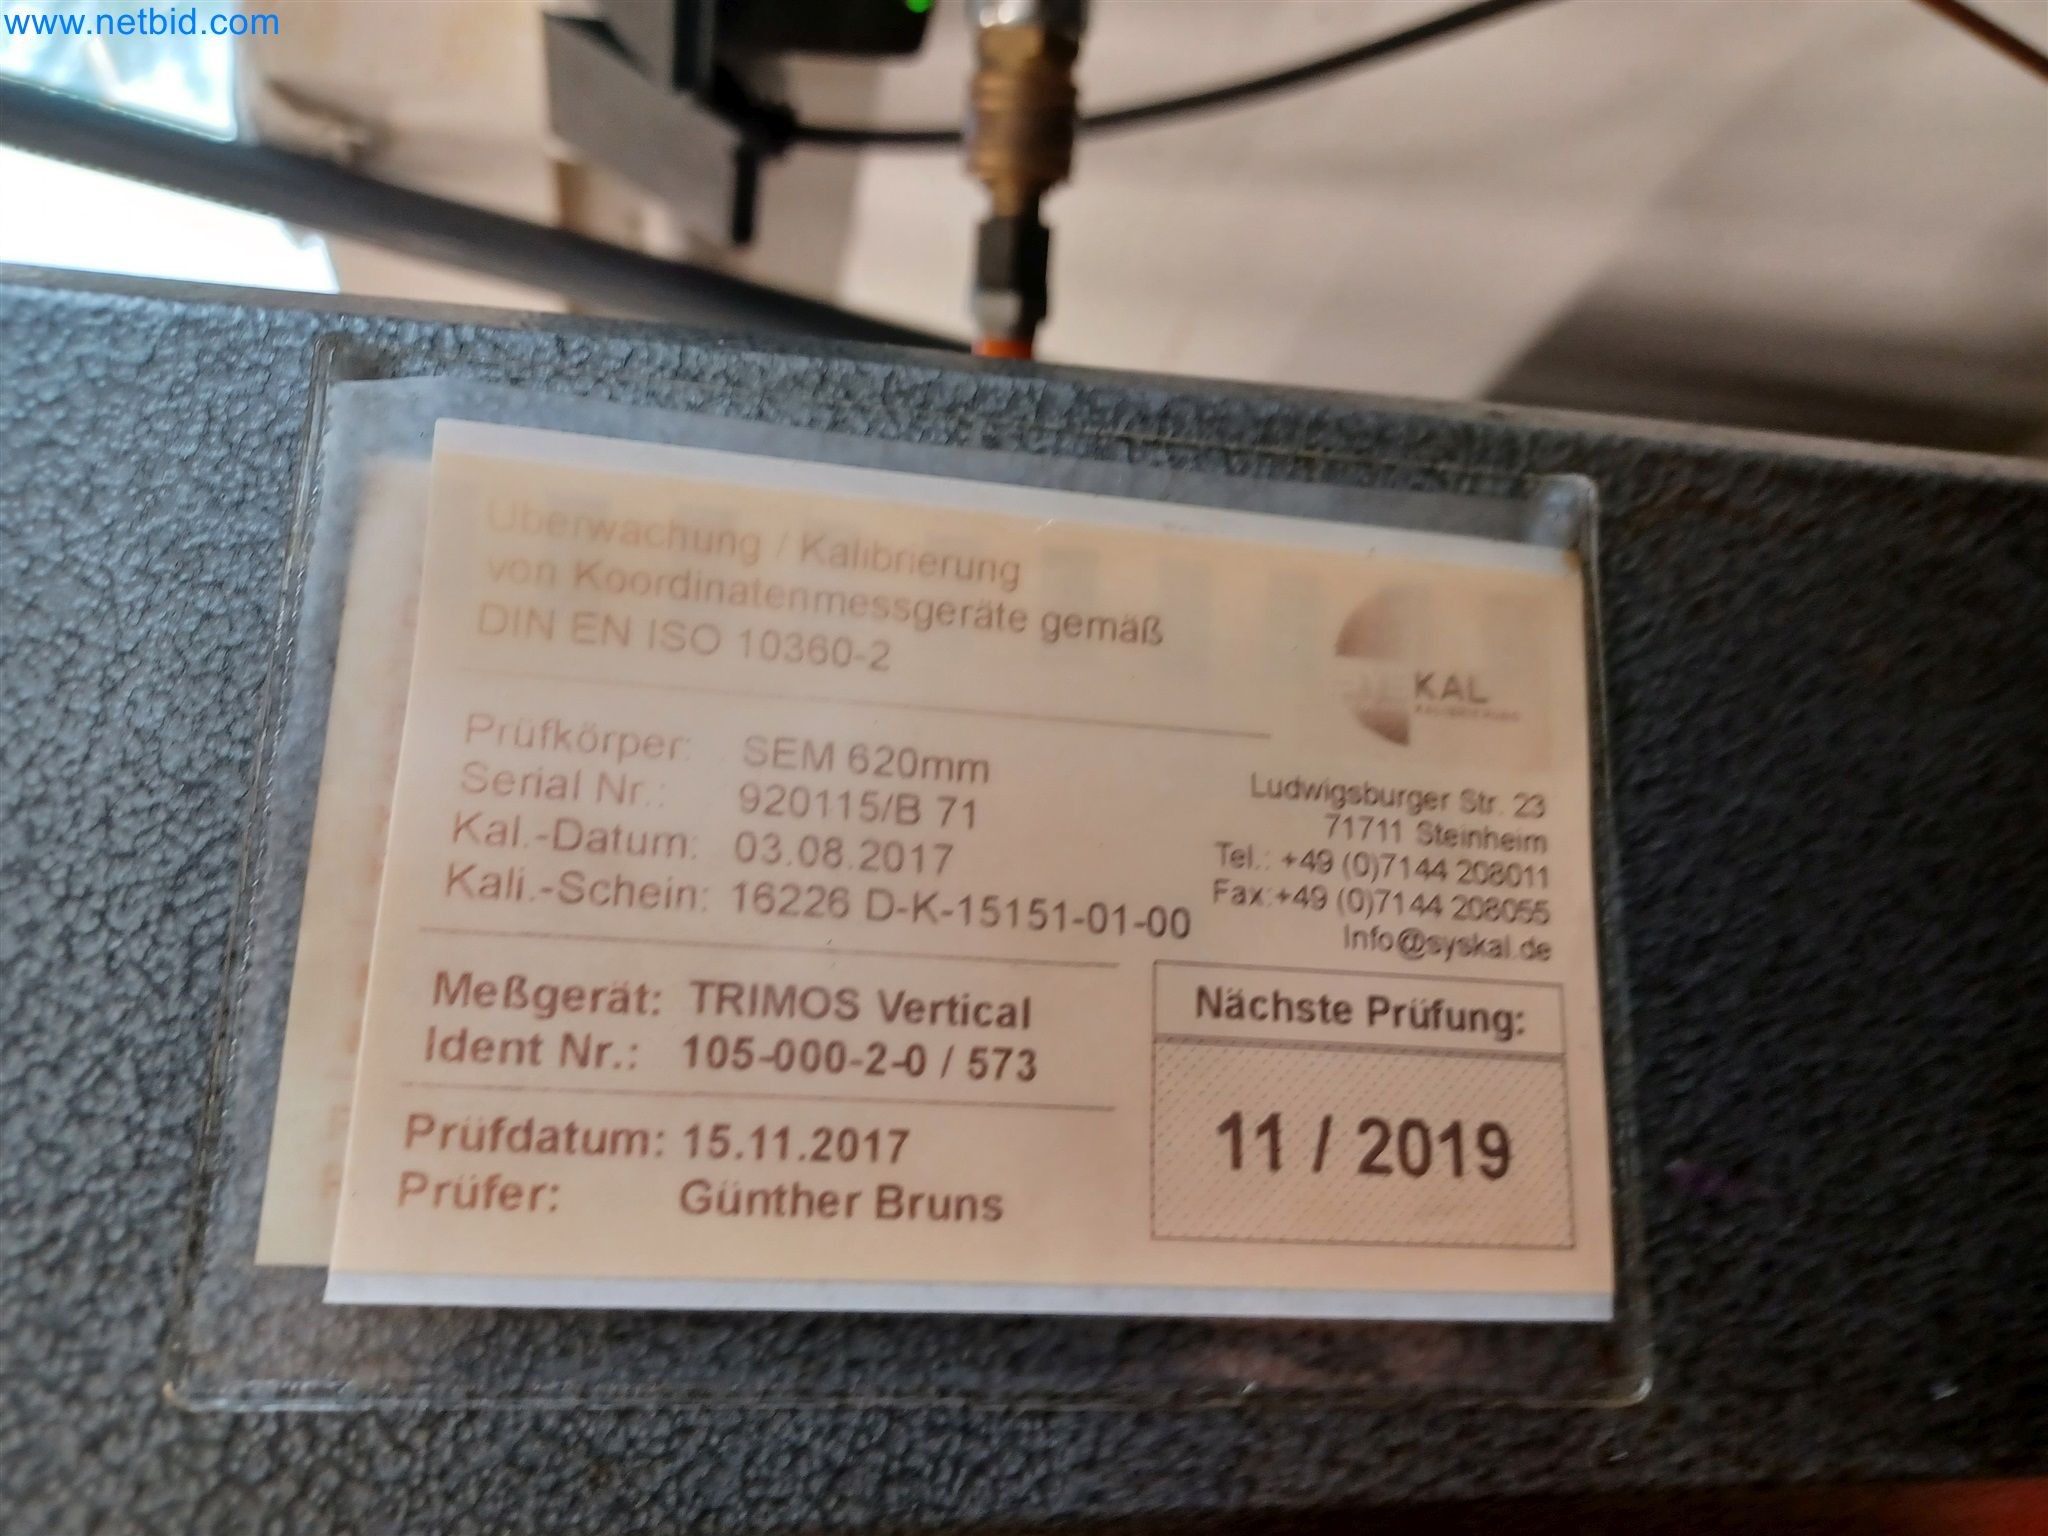 www.netbid.com
Überwachung / Kalibrierung
von Koordinatenmessgeräte gemäß
DIN EN ISO 10360-2
KAL
Prüfkörper: SEM 620mm
Serial Nr.: 920115/B 71
Kal.-Datum: 03.08.2017
Kali.-Schein: 16226 D-K-15151-01-00
Ludwigsburger Str. 23
71711 Steinheim
Tel.: +49 (0)7144 208011
Fax:+49 (0)7144 208055
Info@syskal.de
Meßgerät: TRIMOS Vertical
Ident Nr.: 105-000-2-0 / 573
Prüfdatum: 15.11.2017
Prüfer: Günther Bruns
Nächste Prüfung:
11 / 2019